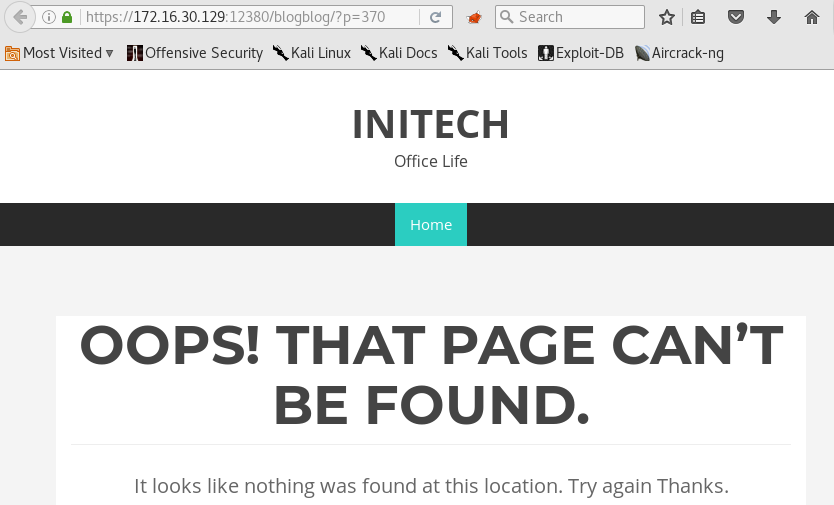 https://172.16.30.129:12380/blogblog/?p=370 Search
Most Visited Offensive Security Kali Linux Kali Docs Kali Tools Exploit-DB Aircrack-ng
INITECH
Office Life
Home
OOPS! THAT PAGE CAN’T
BE FOUND.
It looks like nothing was found at this location. Try again Thanks.